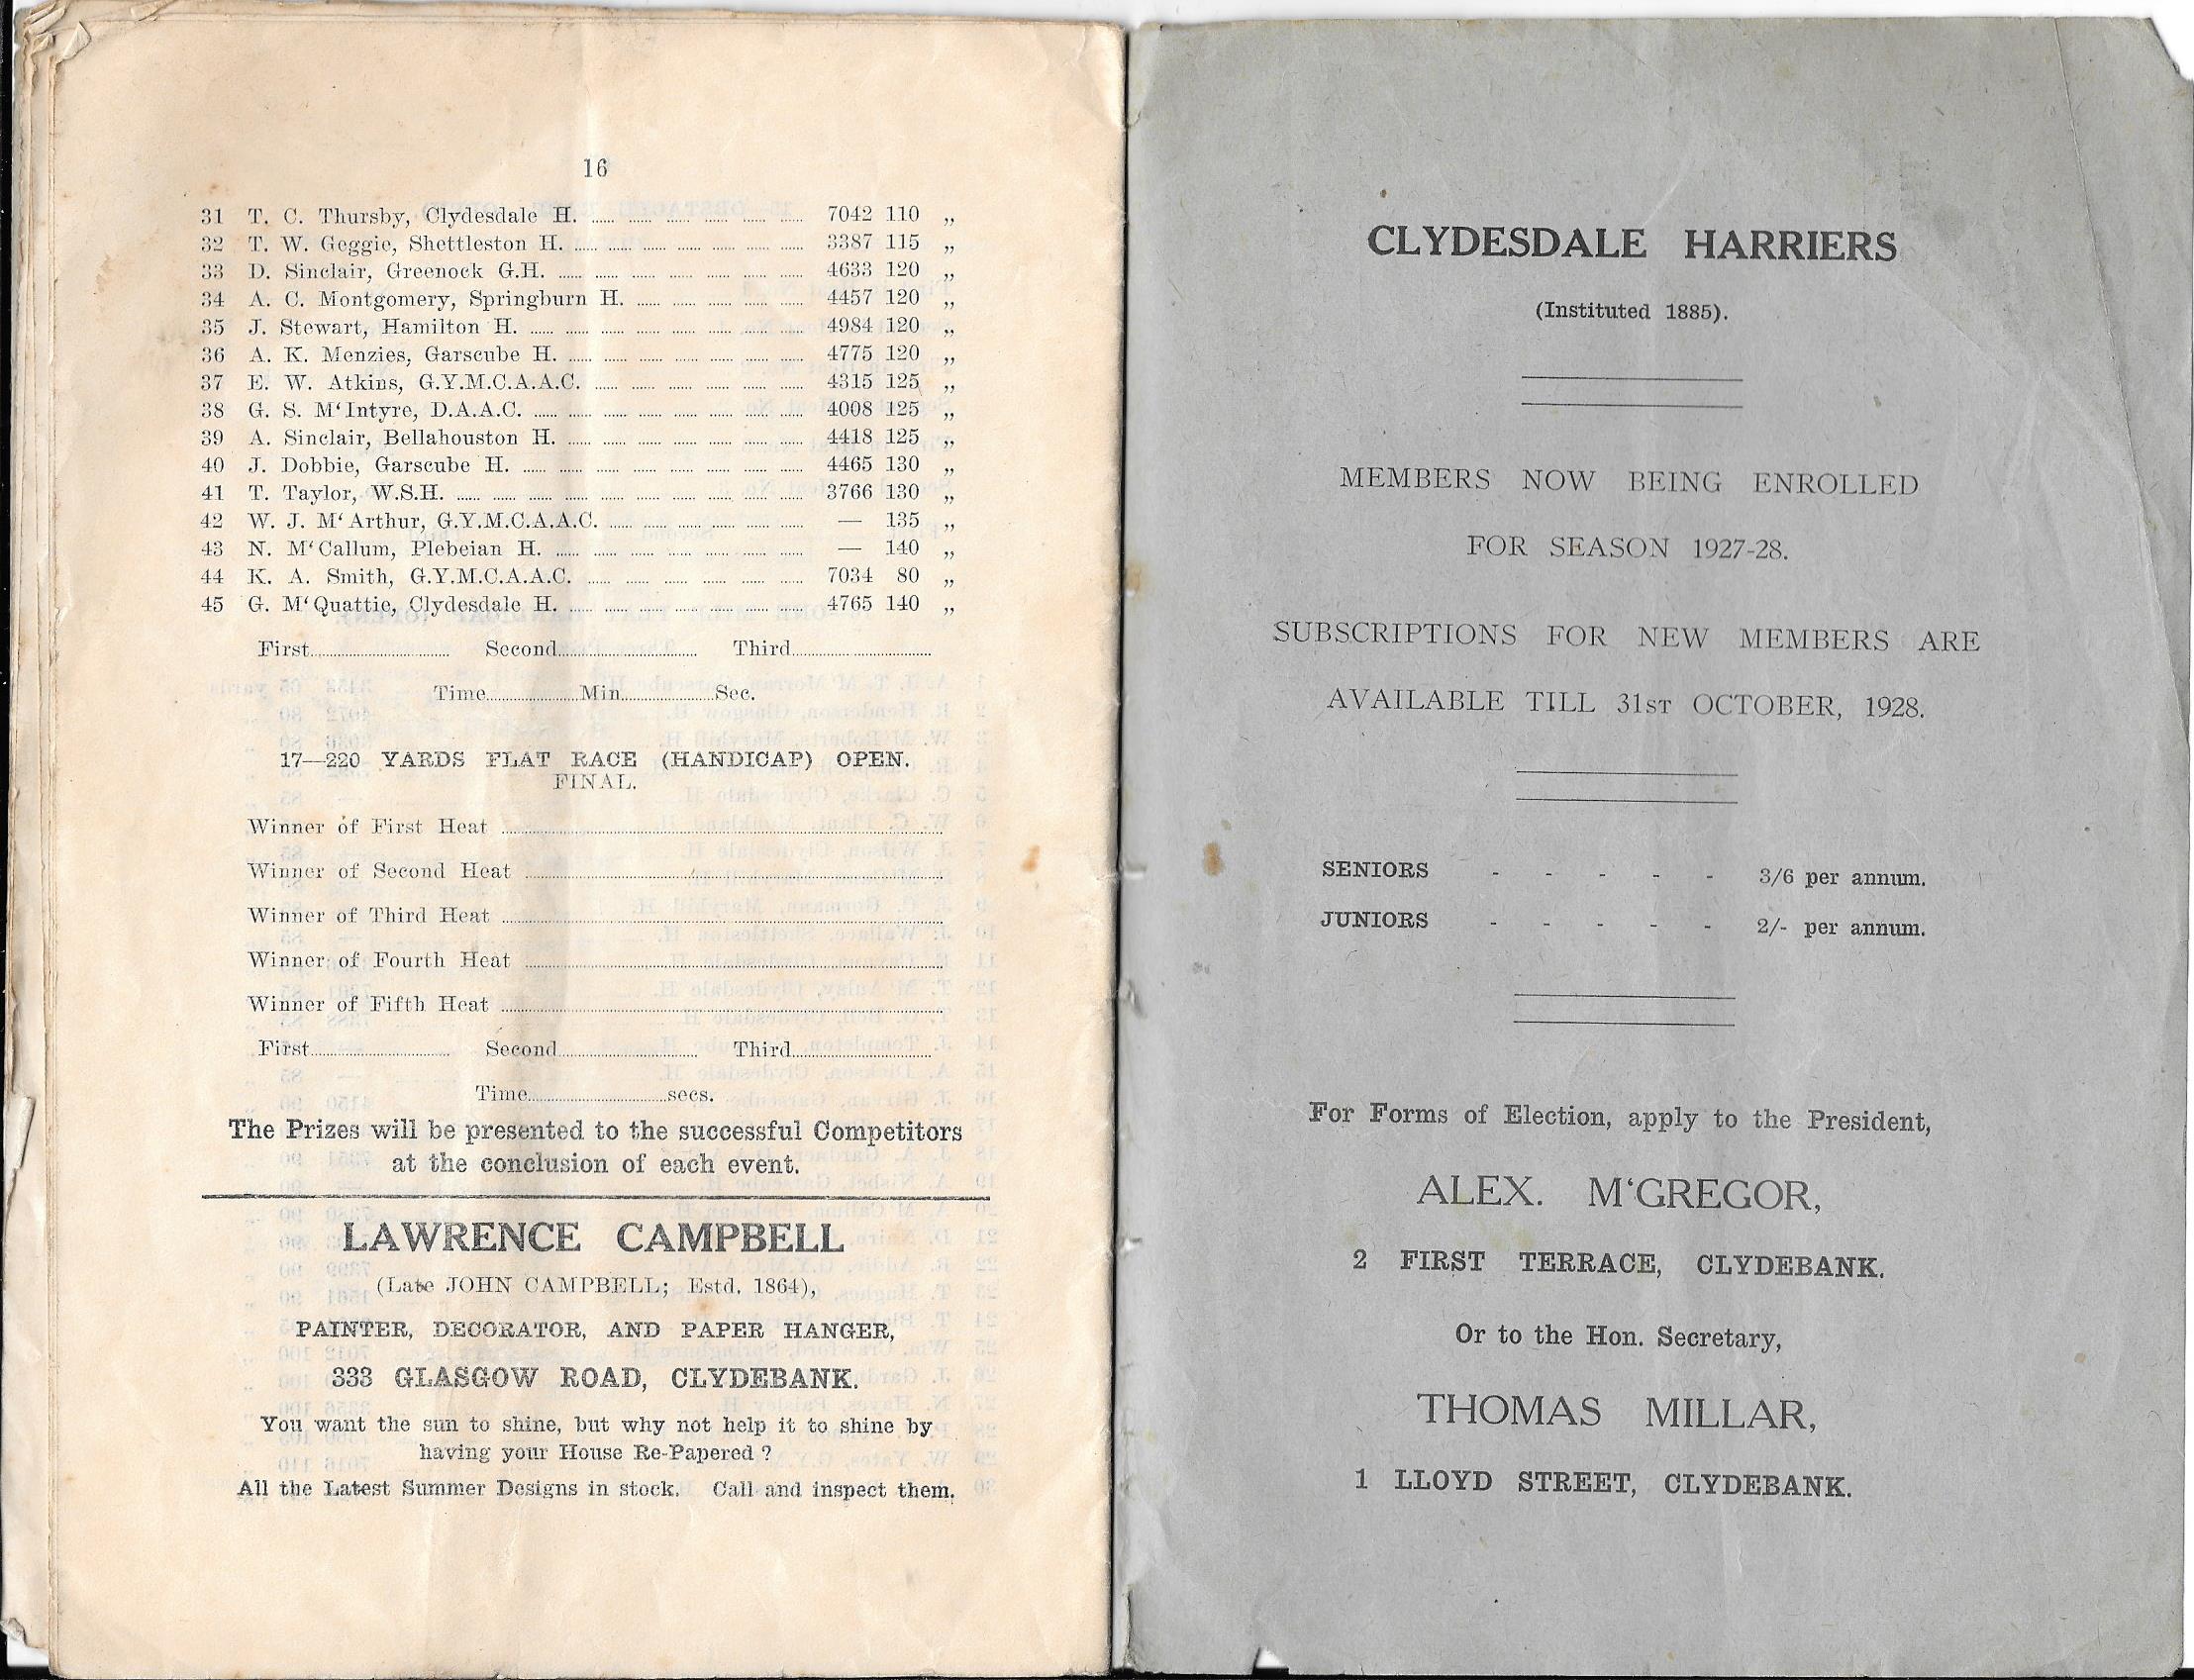 16
31 T. C. Thursby, Clydesdale H. 7042 110 „
32 T. W. Geggie, Shettleston H. 3387 115 „
33 D. Sinclair, Greenock G.H. 4633 120 „
34 A. C. Montgomery, Springburn H. 4457 120 „
35 J. Stewart, Hamilton H. 4984 120 „
36 A. K. Menzies, Garscube H. 4775 120 „
37 E. W. Atkins, G.Y.M.C.A.A.C. 4315 125 „
38 G. S. M‘Intyre, D.A.A.C. 4008 125 „
39 A. Sinclair, Bellahouston H. 4418 125 „
40 J. Dobbie, Garscube H. 4465 130 „
41 T. Taylor, W.S.H. 3766 130 „
42 W. J. M‘Arthur, G.Y.M.C.A.A.C. — 135 „
43 N. M‘Callum, Plebeian H. — 140 „
44 K. A. Smith, G.Y.M.C.A.A.C. 7034 80 „
45 G. M‘Quattie, Clydesdale H. 4765 140 „
First Second Third
Time Min Sec.
17—220 YARDS FLAT RACE (HANDICAP) OPEN.
FINAL.
Winner of First Heat
Winner of Second Heat
Winner of Third Heat
Winner of Fourth Heat
Winner of Fifth Heat
First Second Third
Time secs.
The Prizes will be presented to the successful Competitors
at the conclusion of each event.
LAWRENCE CAMPBELL
(Late JOHN CAMPBELL; Estd. 1864),
PAINTER, DECORATOR, AND PAPER HANGER,
333 GLASGOW ROAD, CLYDEBANK.
You want the sun to shine, but why not help it to shine by
having your House Re-Papered ?
All the Latest Summer Designs in stock. Call and inspect them.
CLYDESDALE HARRIERS
(Instituted 1885).
MEMBERS NOW BEING ENROLLED
FOR SEASON 1927-28.
SUBSCRIPTIONS FOR NEW MEMBERS ARE
AVAILABLE TILL 31ST OCTOBER, 1928.
SENIORS - - - - - 3/6 per annum.
JUNIORS - - - - - 2/- per annum.
For Forms of Election, apply to the President,
ALEX. M‘GREGOR,
2 FIRST TERRACE, CLYDEBANK.
Or to the Hon. Secretary,
THOMAS MILLAR,
1 LLOYD STREET, CLYDEBANK.